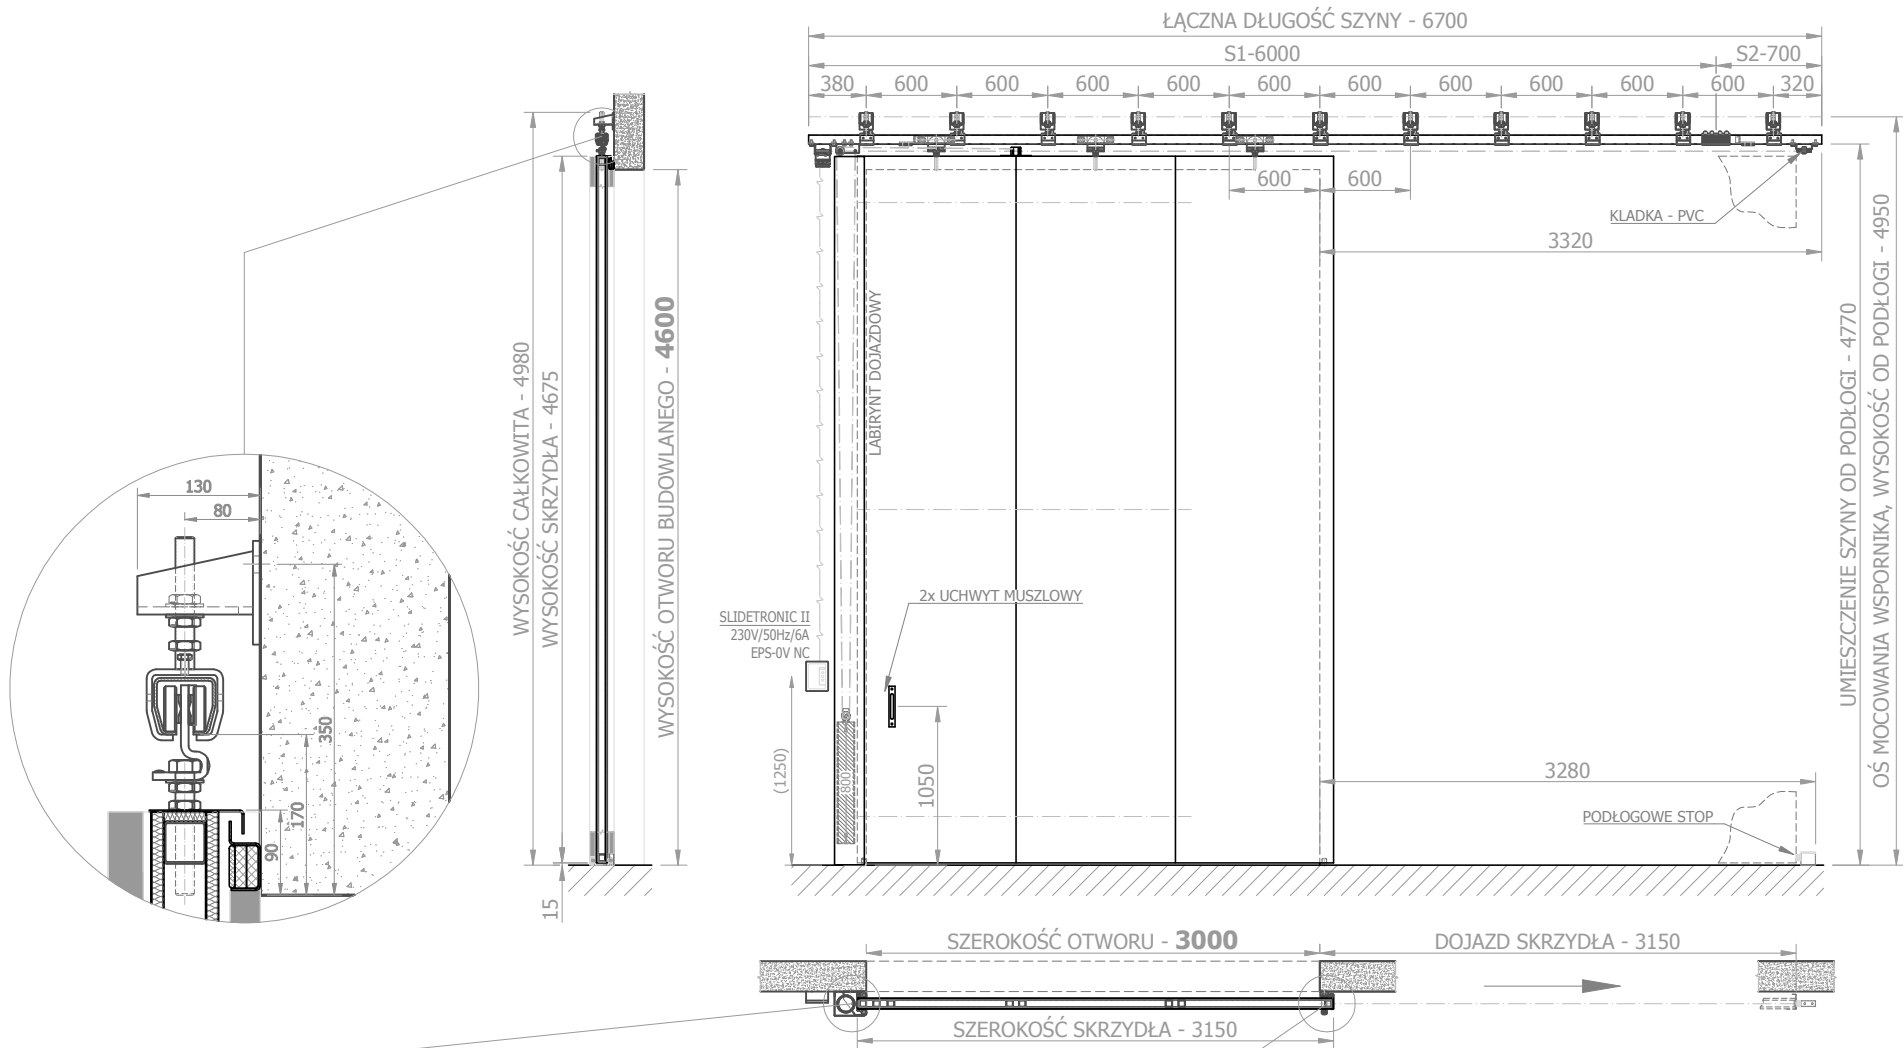 ŁĄCZNA DŁUGOŚĆ SZYNY - 6700
S1-6000
S2-700
380
600
600
600
600
600
600
600
600
600
600
320
600
600
KLADKA - PVC
3320
LABIRYNT DOJAZDOWY
WYSOKOŚĆ CAŁKOWITA - 4980
WYSOKOŚĆ SKRZYDŁA - 4675
WYSOKOŚĆ OTWORU BUDOWLANEGO - 4600
UMIESZCZENIE SZYNY OD PODŁOGI - 4770
OŚ MOCOWANIA WSPORNIKA, WYSOKOŚĆ OD PODŁOGI - 4950
130
80
350
170
90
15
SLIDETRONIC II
230V/50Hz/6A
EPS-0V NC
2x UCHWYT MUSZLOWY
(1250)
800
1050
3280
PODŁOGOWE STOP
SZEROKOŚĆ OTWORU - 3000
DOJAZD SKRZYDŁA - 3150
SZEROKOŚĆ SKRZYDŁA - 3150